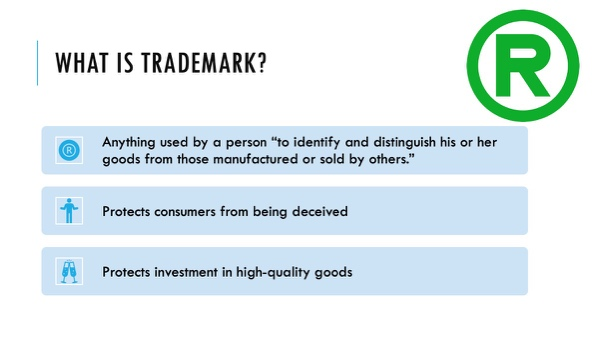 WHAT IS TRADEMARK?
R
R
Anything used by a person “to identify and distinguish his or her
goods from those manufactured or sold by others.”
Protects consumers from being deceived
Protects investment in high-quality goods